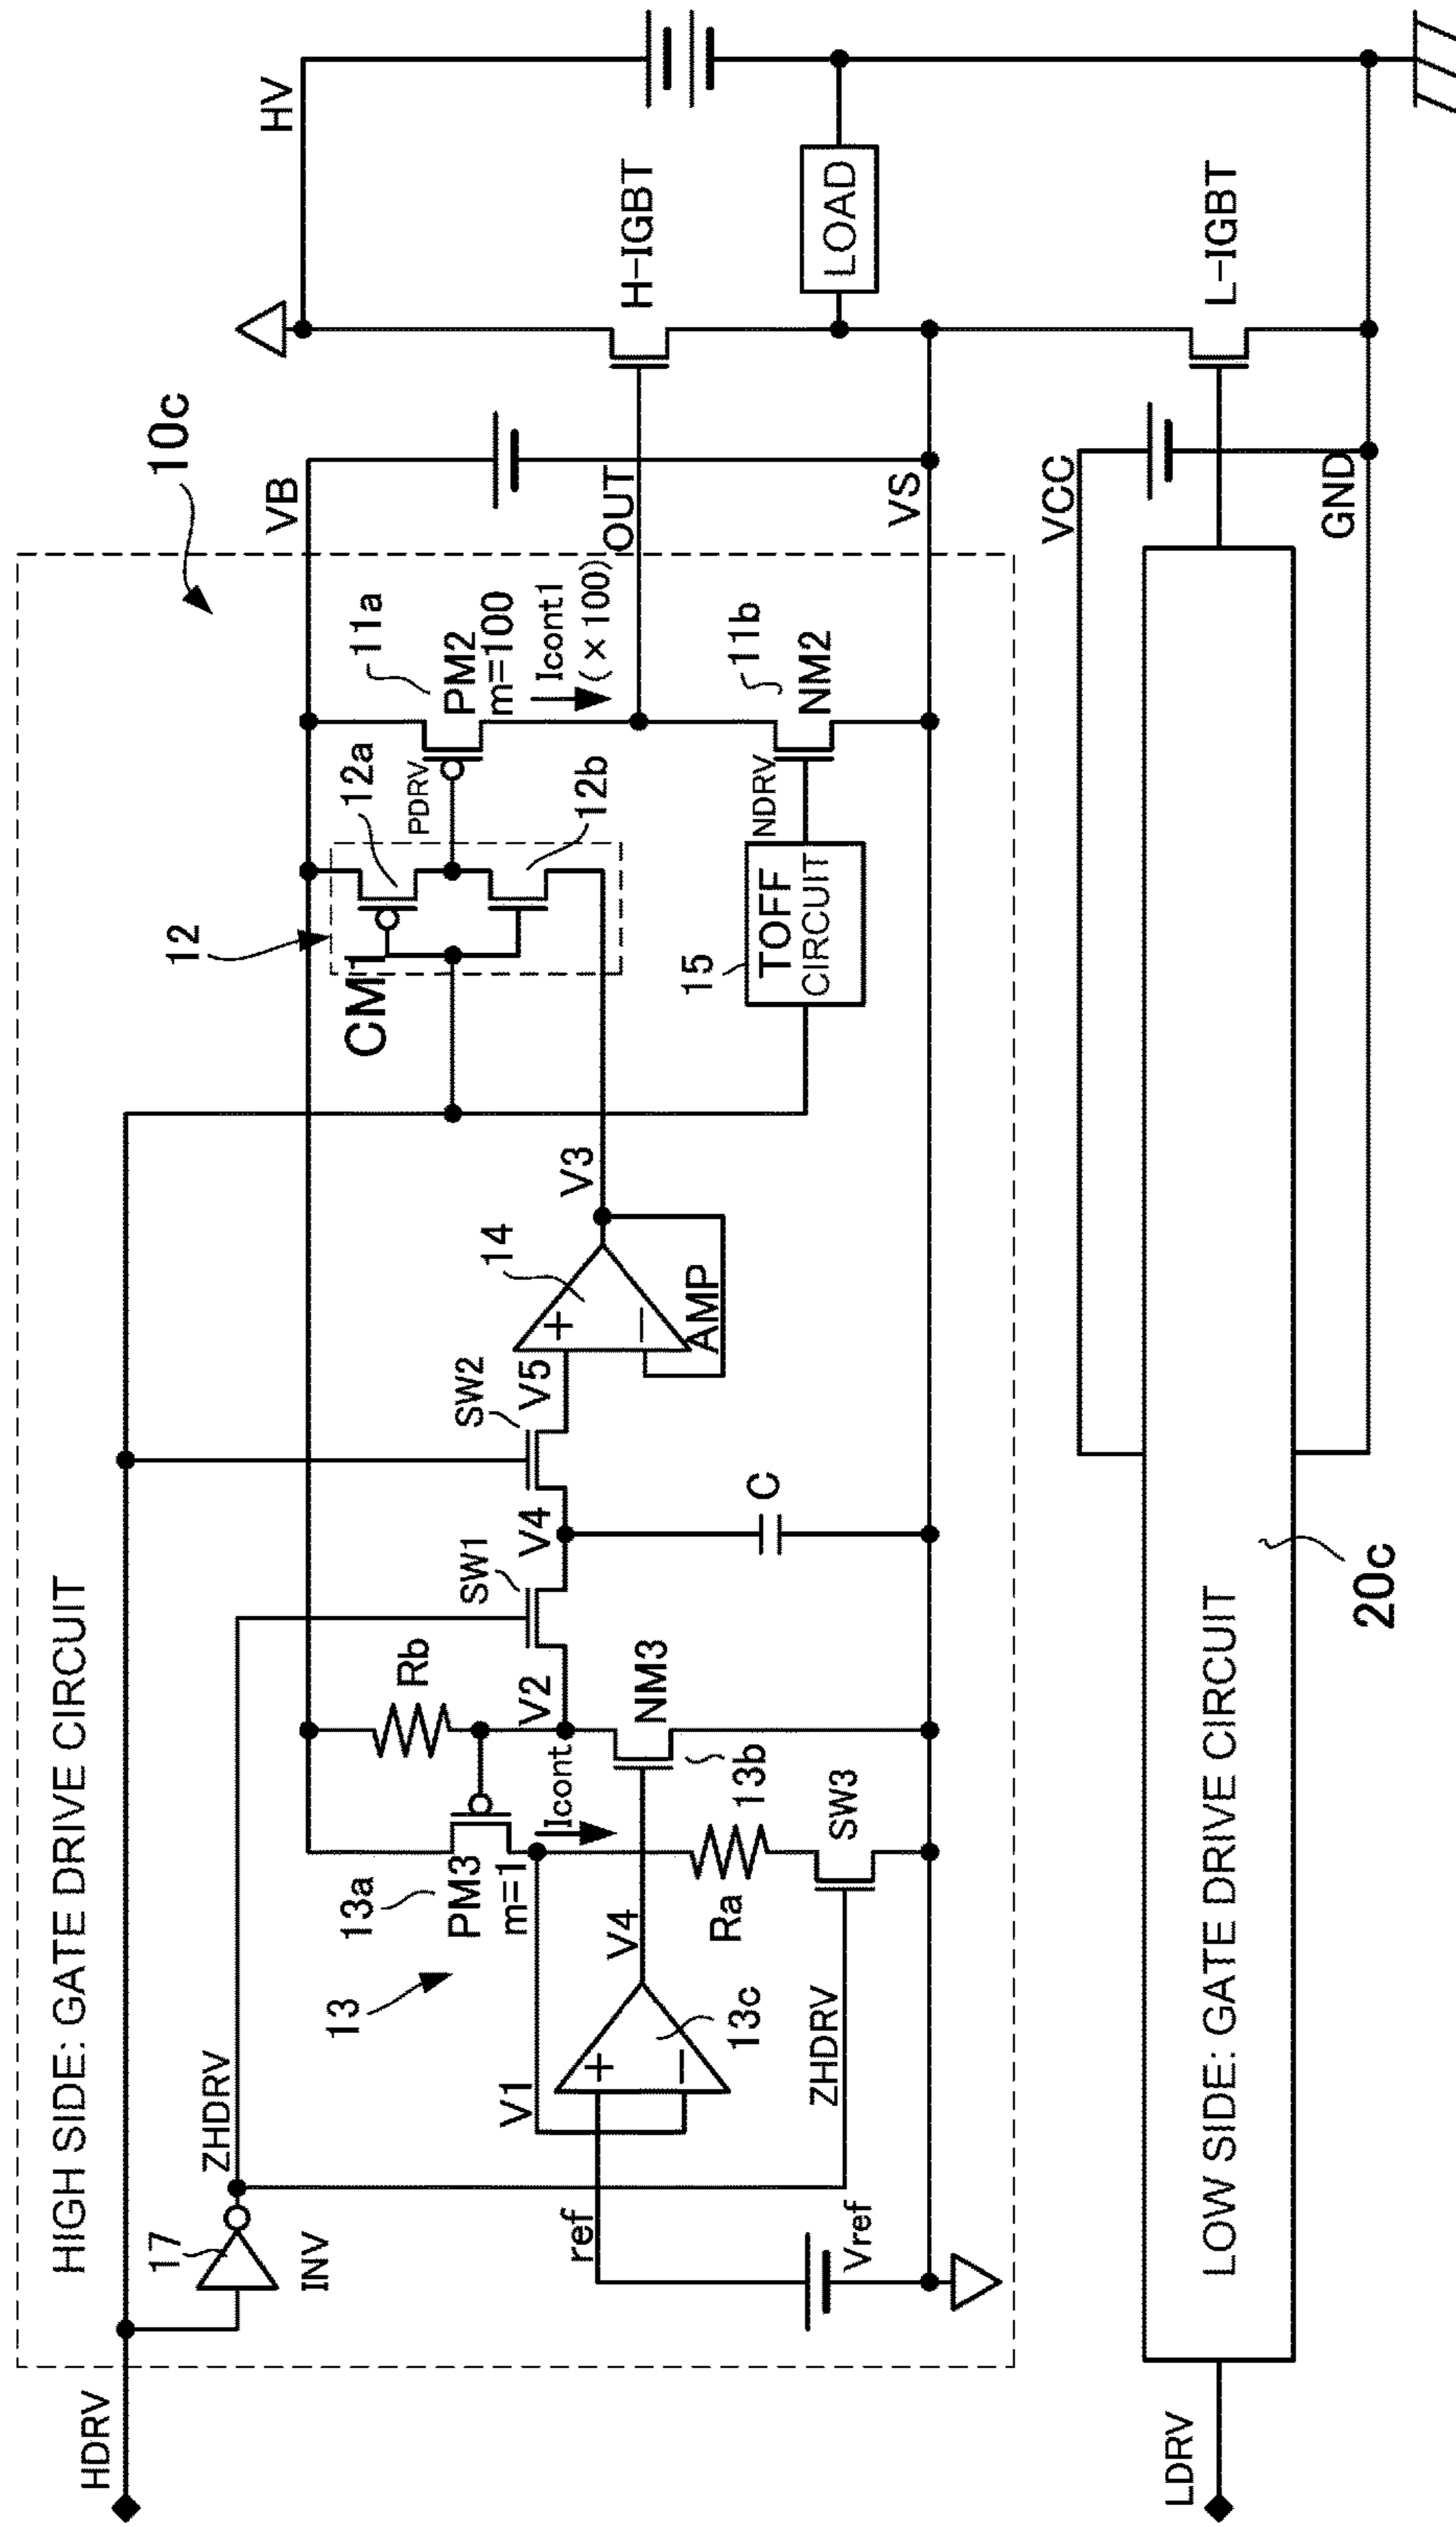 HIGH SIDE: GATE DRIVE CIRCUIT
10c
HDRV
17
INV
ZHDRV
ref
Vref
V1
13
13a
PM3
m=1
Icont
13c
V4
ZHDRV
Ra
SW3
13b
NM3
Rb
V2
SW1
V4
C
SW2
V5
14
AMP
V3
12
CM1
12a
12b
PDRV
15
TOFF
CIRCUIT
NDRV
11a
PM2
m=100
Icont1
(×100)
11b
NM2
VB
OUT
VS
HV
H-IGBT
LOAD
L-IGBT
VCC
GND
LDRV
LOW SIDE: GATE DRIVE CIRCUIT
20c